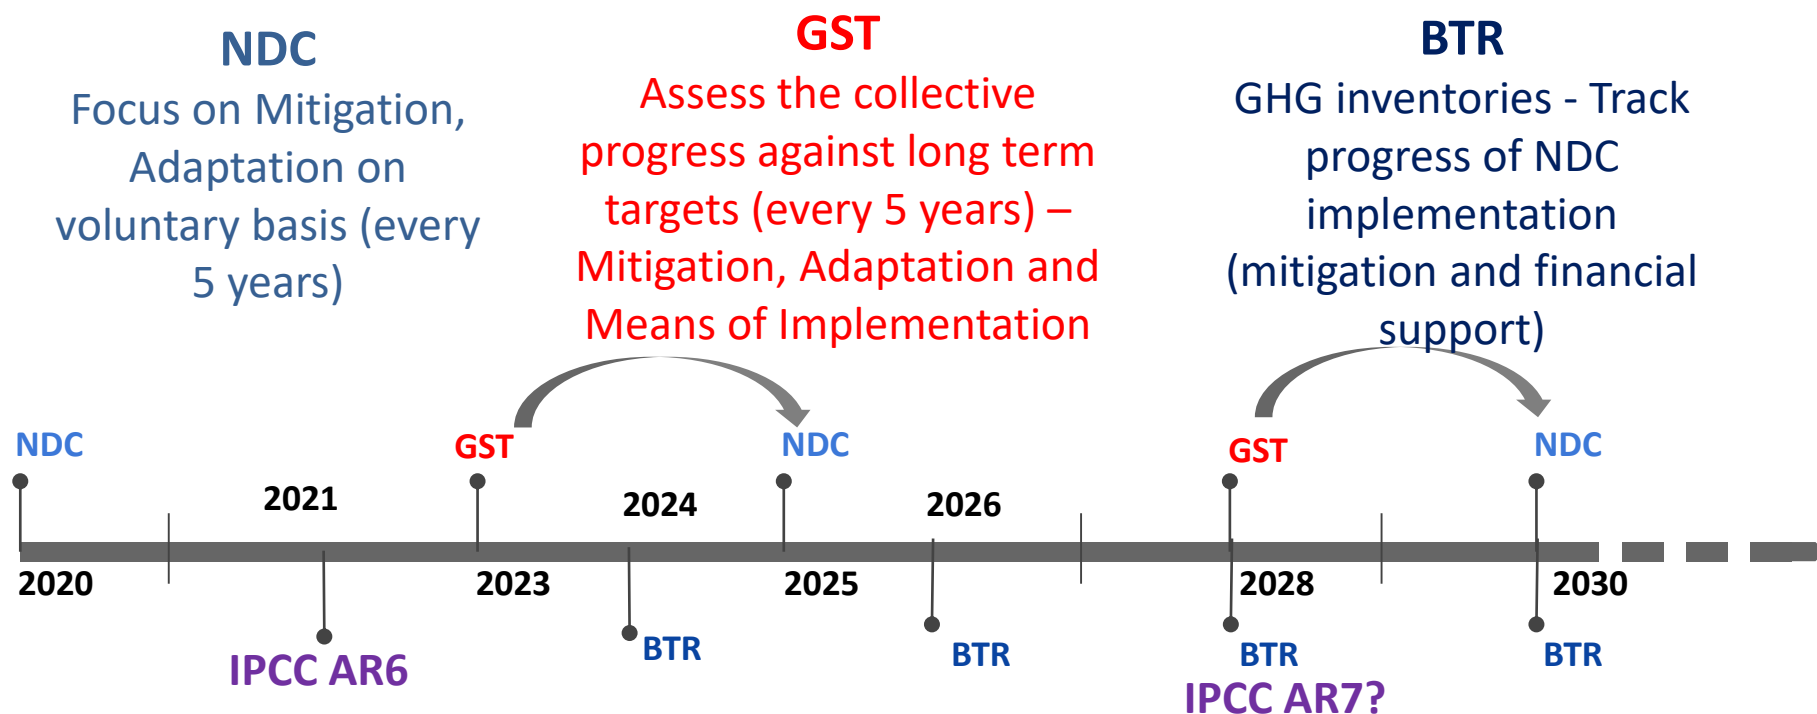 NDC
Focus on Mitigation,
Adaptation on
voluntary basis (every
5 years)
GST
Assess the collective
progress against long term
targets (every 5 years) –
Mitigation, Adaptation and
Means of Implementation
BTR
GHG inventories - Track
progress of NDC
implementation
(mitigation and financial
support)
NDC
GST
NDC
GST
NDC
2021
2024
2026
2020
2023
2025
2028
2030
IPCC AR6
BTR
BTR
BTR
IPCC AR7?
BTR